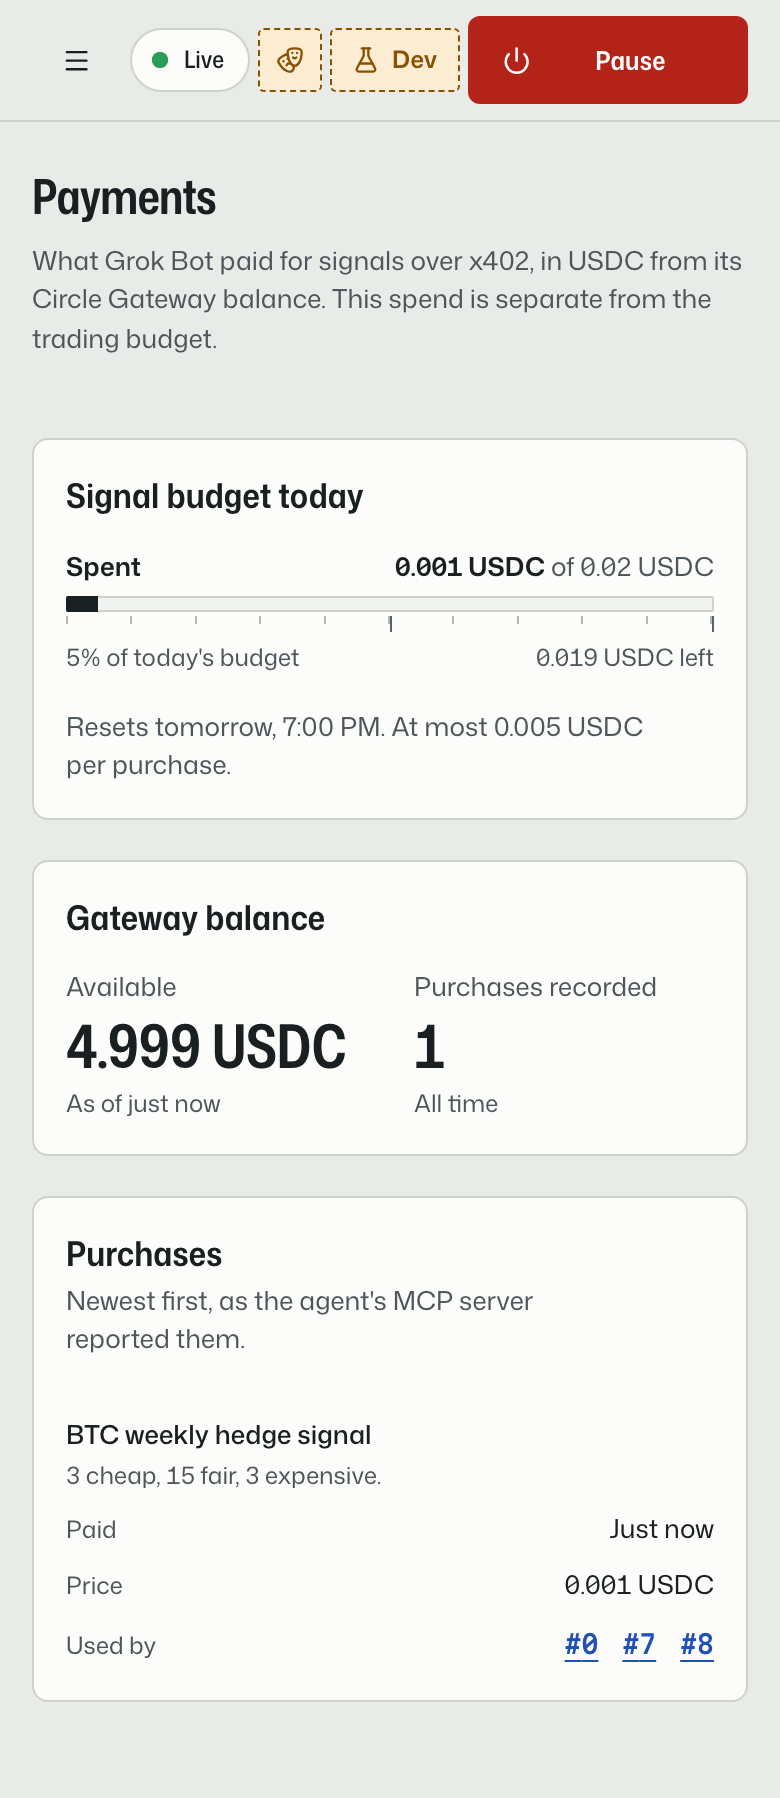 Live
Dev
Pause
Payments
What Grok Bot paid for signals over x402, in USDC from its
Circle Gateway balance. This spend is separate from the
trading budget.
Signal budget today
Spent
0.001 USDC of 0.02 USDC
5% of today's budget
0.019 USDC left
Resets tomorrow, 7:00 PM. At most 0.005 USDC
per purchase.
Gateway balance
Available
4.999 USDC
As of just now
Purchases recorded
1
All time
Purchases
Newest first, as the agent's MCP server
reported them.
BTC weekly hedge signal
3 cheap, 15 fair, 3 expensive.
Paid
Just now
Price
0.001 USDC
Used by
#0 #7 #8